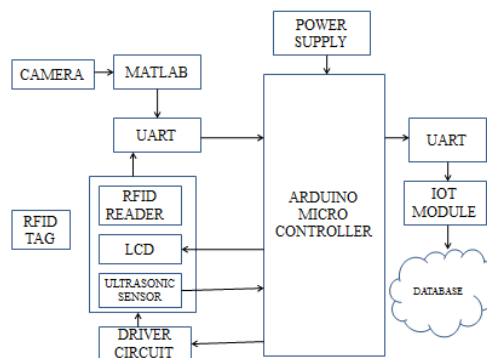 POWER
SUPPLY
CAMERA
MATLAB
UART
RFID
READER
RFID
TAG
LCD
ULTRASONIC
SENSOR
DRIVER
CIRCUIT
ARDUINO
MICRO
CONTROLLER
UART
IOT
MODULE
DATABASE